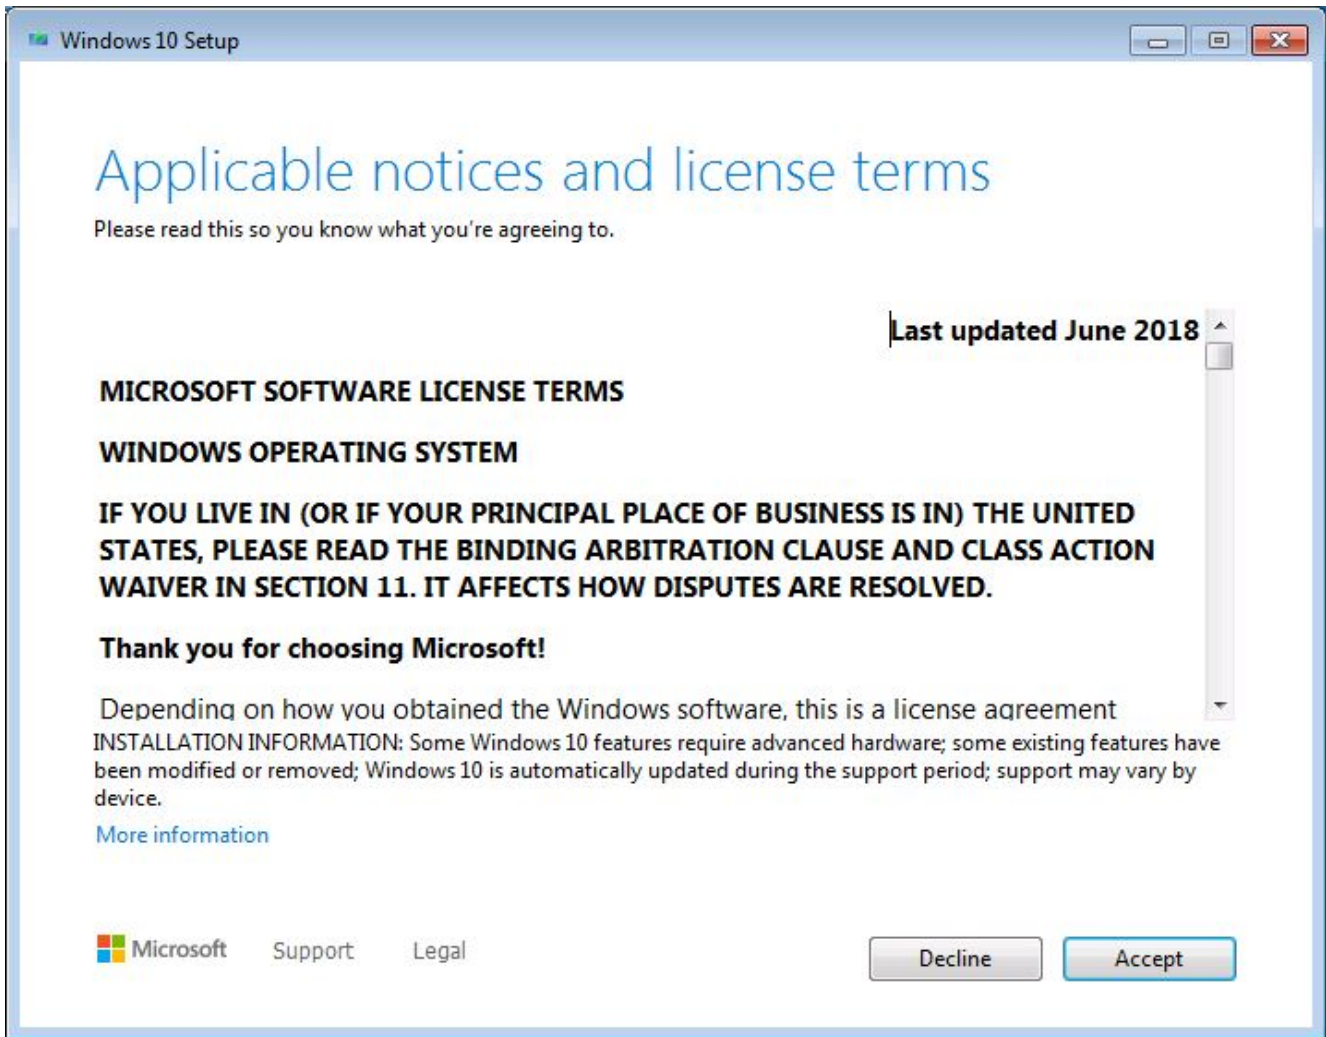 Windows 10 Setup
Applicable notices and license terms
Please read this so you know what you're agreeing to.
Last updated June 2018
MICROSOFT SOFTWARE LICENSE TERMS
WINDOWS OPERATING SYSTEM
IF YOU LIVE IN (OR IF YOUR PRINCIPAL PLACE OF BUSINESS IS IN) THE UNITED
STATES, PLEASE READ THE BINDING ARBITRATION CLAUSE AND CLASS ACTION
WAIVER IN SECTION 11. IT AFFECTS HOW DISPUTES ARE RESOLVED.
Thank you for choosing Microsoft!
Depending on how you obtained the Windows software, this is a license agreement
INSTALLATION INFORMATION: Some Windows 10 features require advanced hardware; some existing features have
been modified or removed; Windows 10 is automatically updated during the support period; support may vary by
device.
More information
Microsoft Support Legal Decline Accept